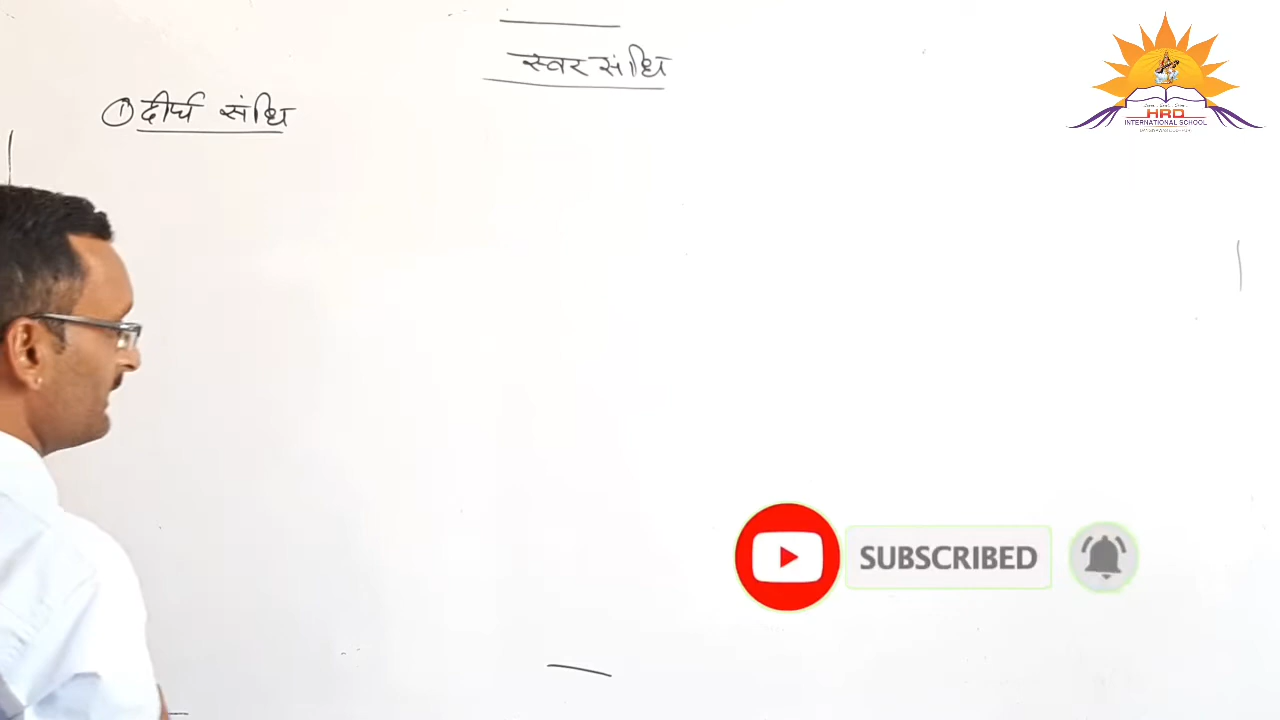 स्वर संधि
① दीर्घ संधि
HRD
INTERNATIONAL SCHOOL
SUBSCRIBED